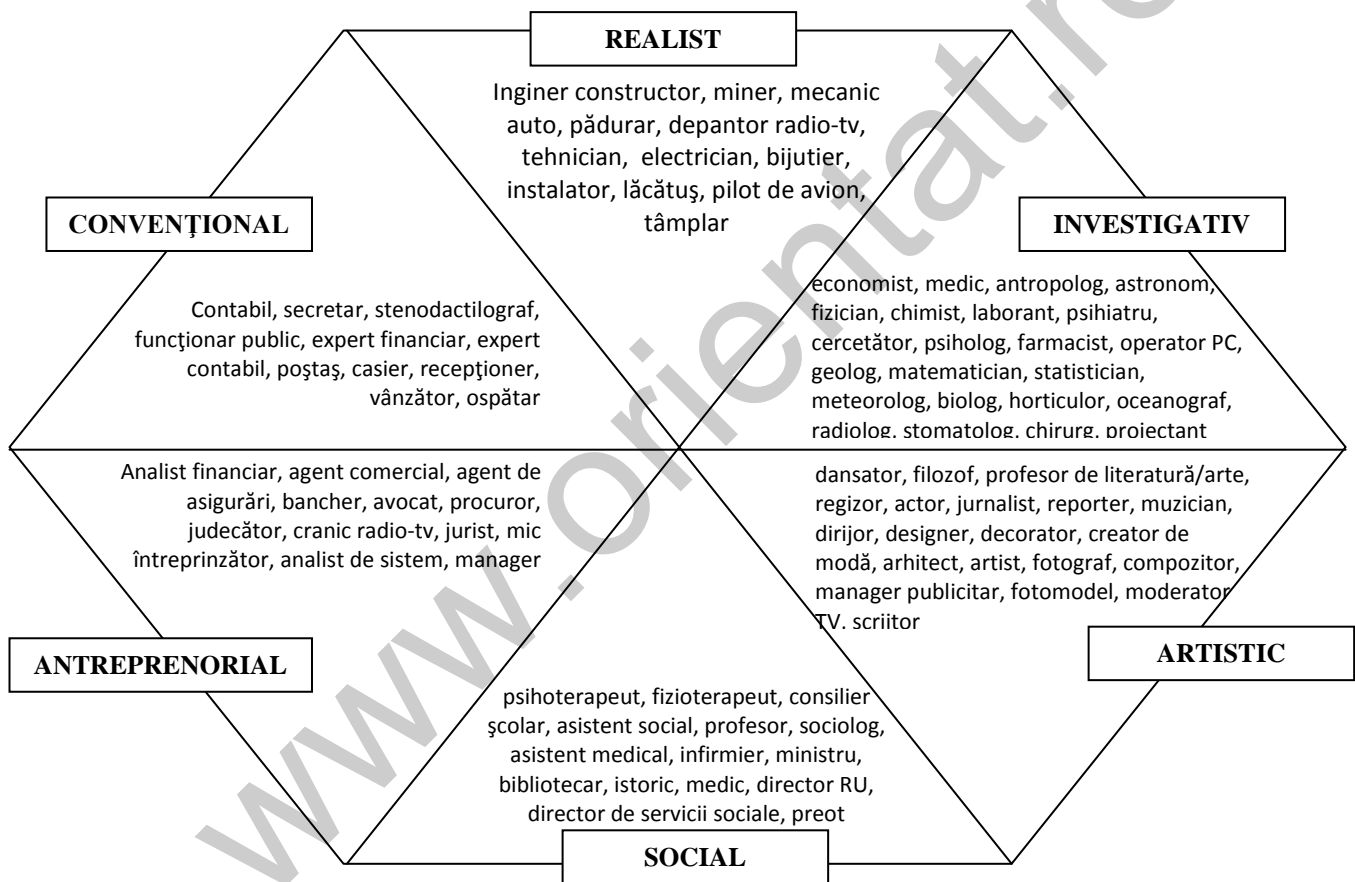 REALIST
Inginer constructor, miner, mecanic
auto, pădurar, depantor radio-tv,
tehnician, electrician, bijutier,
instalator, lăcătuş, pilot de avion,
tâmplar
CONVENŢIONAL
Contabil, secretar, stenodactilograf,
funcţionar public, expert financiar, expert
contabil, poştaş, casier, recepţioner,
vânzător, ospătar
INVESTIGATIV
economist, medic, antropolog, astronom,
fizician, chimist, laborant, psihiatru,
cercetător, psiholog, farmacist, operator PC,
geolog, matematician, statistician,
meteorolog, biolog, horticulor, oceanograf,
radiolog, stomatolog, chirurg, proiectant
Analist financiar, agent comercial, agent de
asigurări, bancher, avocat, procuror,
judecător, cranic radio-tv, jurist, mic
întreprinzător, analist de sistem, manager
ANTREPRENORIAL
dansator, filozof, profesor de literatură/arte,
regizor, actor, jurnalist, reporter, muzician,
dirijor, designer, decorator, creator de
modă, arhitect, artist, fotograf, compozitor,
manager publicitar, fotomodel, moderator
TV, scriitor
ARTISTIC
psihoterapeut, fizioterapeut, consilier
şcolar, asistent social, profesor, sociolog,
asistent medical, infirmier, ministru,
bibliotecar, istoric, medic, director RU,
director de servicii sociale, preot
SOCIAL
www.orientat.ro